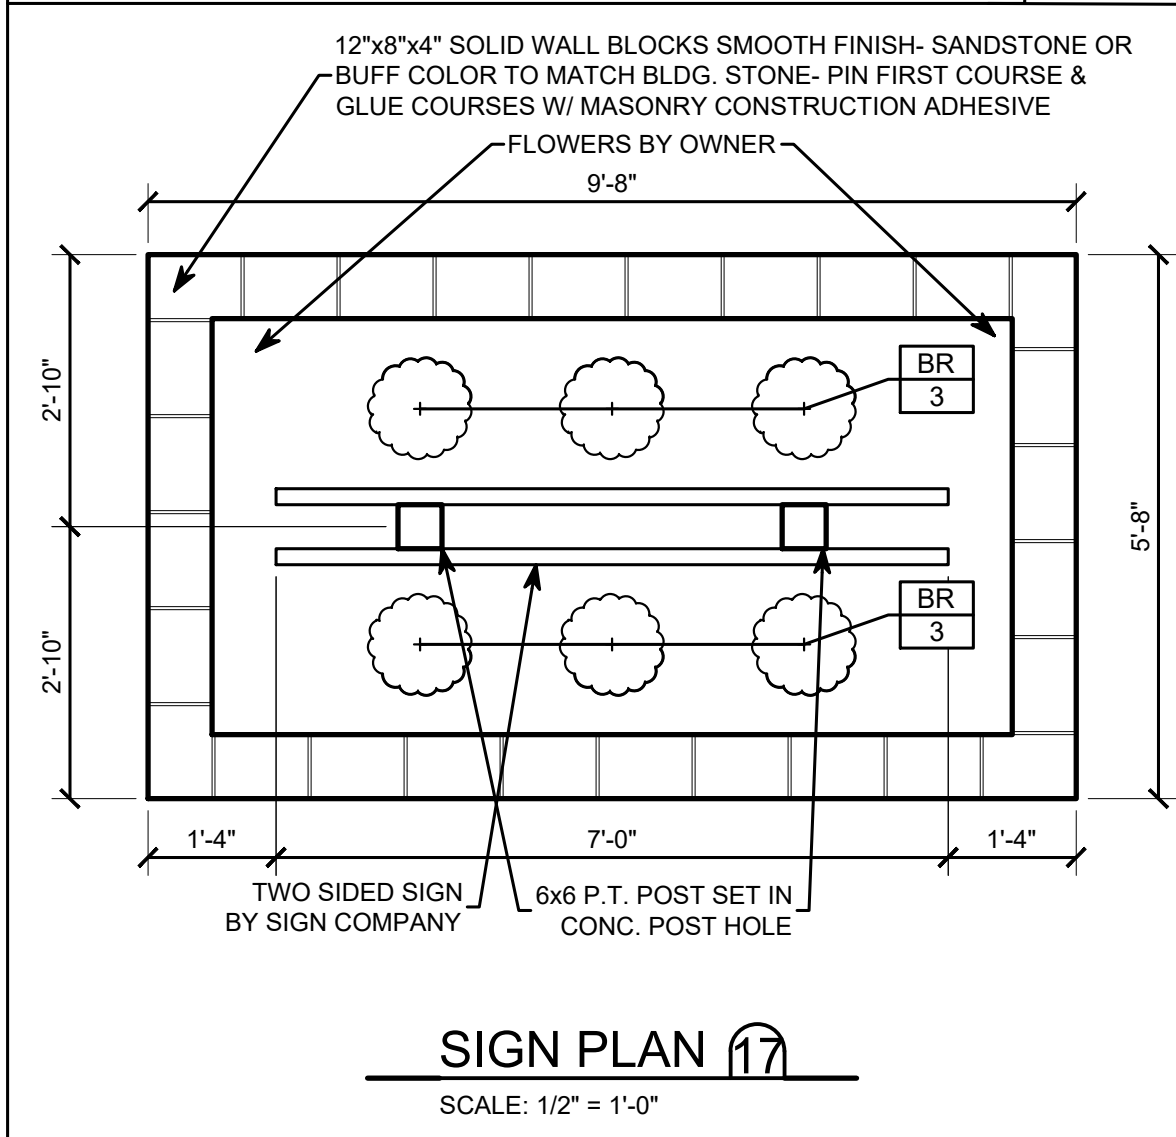 12"x8"x4" SOLID WALL BLOCKS SMOOTH FINISH- SANDSTONE OR
BUFF COLOR TO MATCH BLDG. STONE- PIN FIRST COURSE &
GLUE COURSES W/ MASONRY CONSTRUCTION ADHESIVE
FLOWERS BY OWNER
9'-8"
2'-10"
BR
3
5'-8"
2'-10"
BR
3
1'-4"
7'-0"
1'-4"
TWO SIDED SIGN
BY SIGN COMPANY
6x6 P.T. POST SET IN
CONC. POST HOLE
SIGN PLAN 17
SCALE: 1/2" = 1'-0"